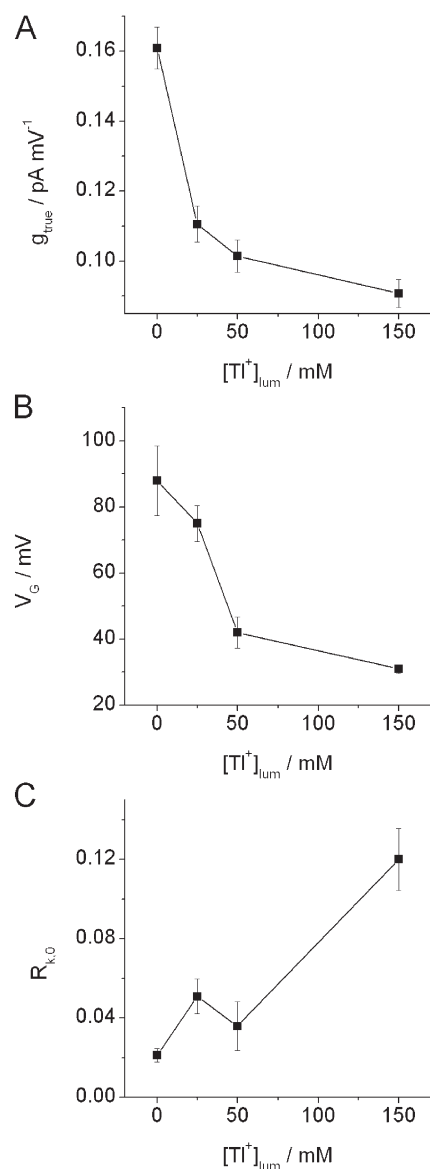 A
0.16
0.14
0.12
0.10
g_true / pA mV⁻¹
0 50 100 150
[Tl⁺]_lum / mM
B
100
80
60
40
20
V_G / mV
0 50 100 150
[Tl⁺]_lum / mM
C
0.12
0.08
0.04
0.00
R_k,0
0 50 100 150
[Tl⁺]_lum / mM